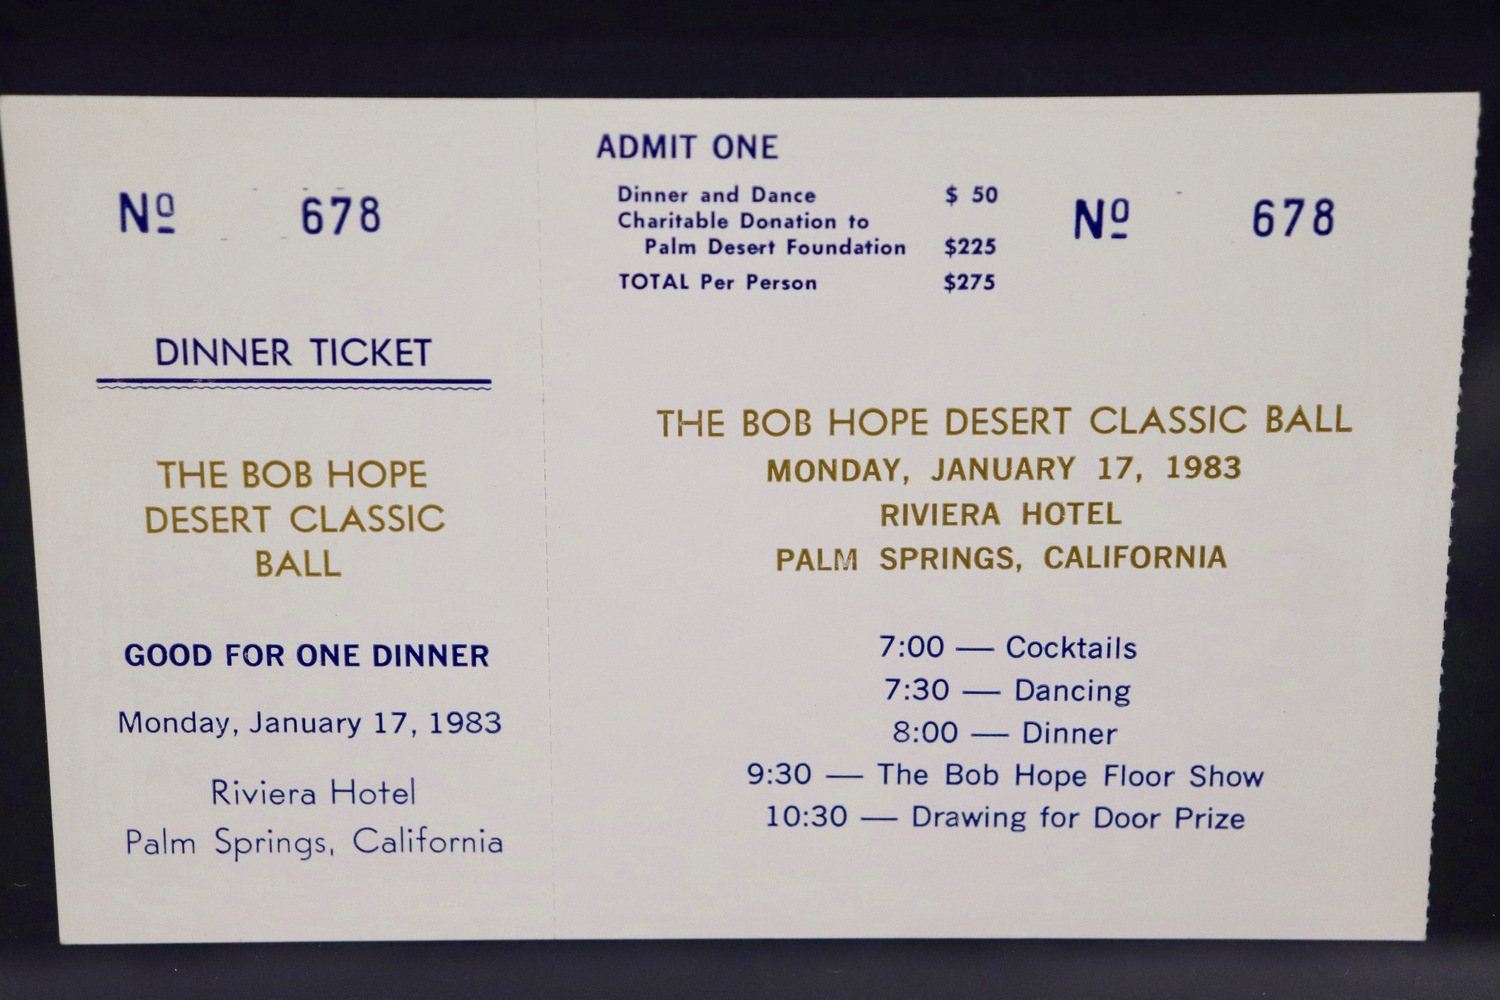 Nº 678
DINNER TICKET
THE BOB HOPE
DESERT CLASSIC
BALL
GOOD FOR ONE DINNER
Monday, January 17, 1983
Riviera Hotel
Palm Springs, California
ADMIT ONE
Dinner and Dance $ 50
Charitable Donation to
Palm Desert Foundation $225
TOTAL Per Person $275
Nº 678
THE BOB HOPE DESERT CLASSIC BALL
MONDAY, JANUARY 17, 1983
RIVIERA HOTEL
PALM SPRINGS, CALIFORNIA
7:00 — Cocktails
7:30 — Dancing
8:00 — Dinner
9:30 — The Bob Hope Floor Show
10:30 — Drawing for Door Prize